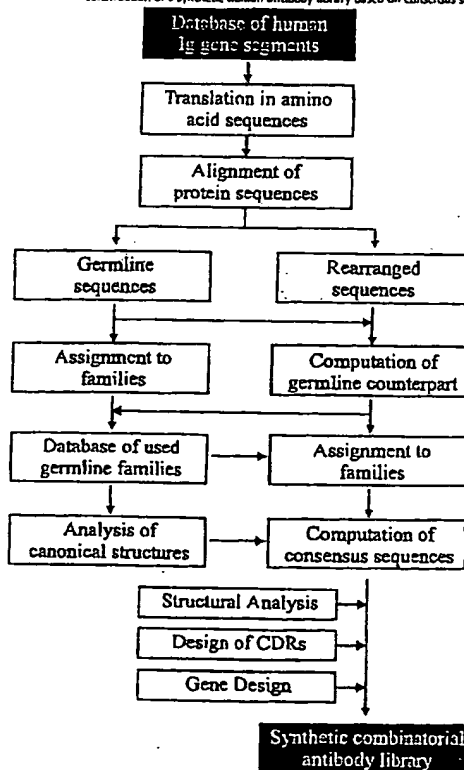 Database of human
Ig gene segments
Translation in amino
acid sequences
Alignment of
protein sequences
Germline
sequences
Rearranged
sequences
Assignment to
families
Computation of
germline counterpart
Database of used
germline families
Assignment to
families
Analysis of
canonical structures
Computation of
consensus sequences
Structural Analysis
Design of CDRs
Gene Design
Synthetic combinatorial
antibody library